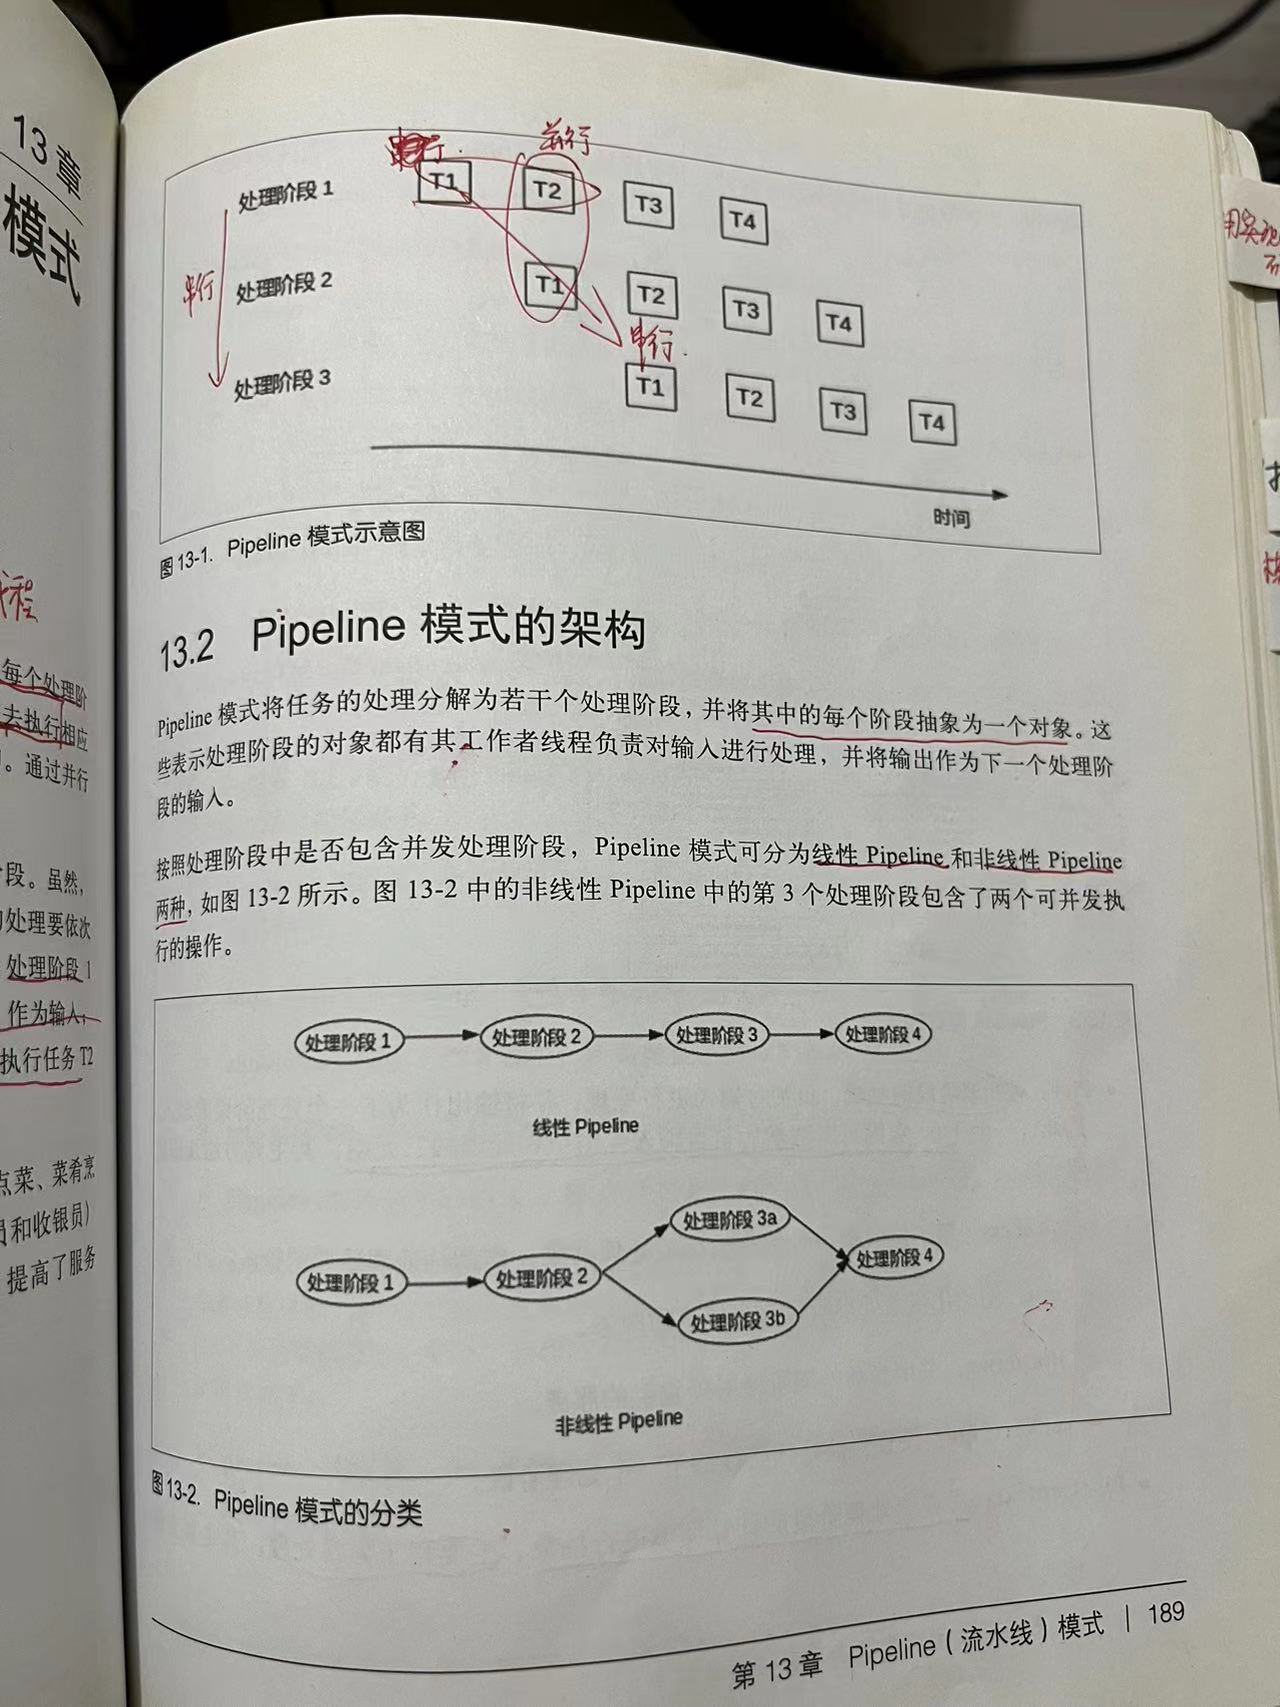 13 章
模式
程
每个处理阶
去执行相应
。通过并行
段。虽然,
处理要依次
处理阶段 1
作为输入;
执行任务 T2
点菜、菜肴烹
员和收银员)
提高了服务
串行.
并行
处理阶段 1
T1
T2
T3
T4
串行
处理阶段 2
T1
T2
T3
T4
串行.
处理阶段 3
T1
T2
T3
T4
时间
图 13-1. Pipeline 模式示意图
13.2 Pipeline 模式的架构
Pipeline 模式将任务的处理分解为若干个处理阶段，并将其中的每个阶段抽象为一个对象。这
些表示处理阶段的对象都有其工作者线程负责对输入进行处理，并将输出作为下一个处理阶
段的输入。
按照处理阶段中是否包含并发处理阶段，Pipeline 模式可分为线性 Pipeline 和非线性 Pipeline
两种，如图 13-2 所示。图 13-2 中的非线性 Pipeline 中的第 3 个处理阶段包含了两个可并发执
行的操作。
处理阶段 1
处理阶段 2
处理阶段 3
处理阶段 4
线性 Pipeline
处理阶段 1
处理阶段 2
处理阶段 3a
处理阶段 3b
处理阶段 4
非线性 Pipeline
图 13-2. Pipeline 模式的分类
第 13 章 Pipeline（流水线）模式 | 189